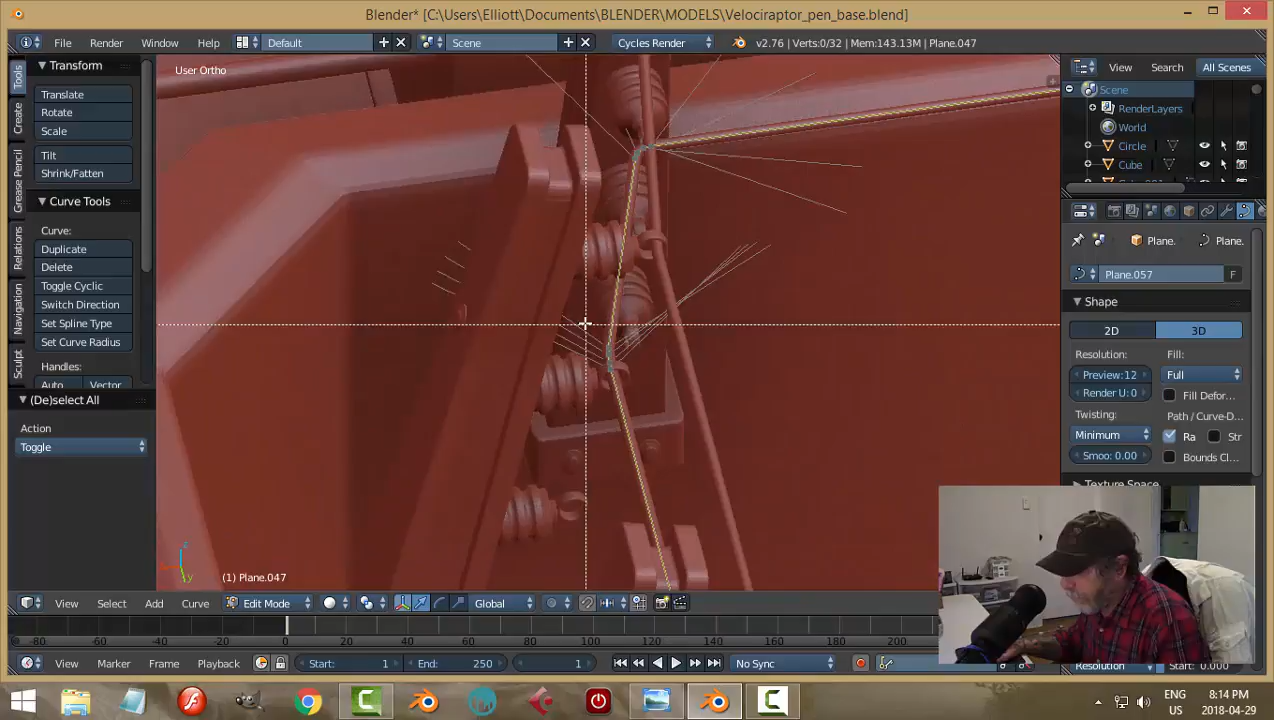 Blender* [C:\Users\Elliott\Documents\BLENDER\MODELS\Velociraptor_pen_base.blend]
File Render Window Help Default Scene Cycles Render v2.76 | Verts:0/32 | Mem:143.13M | Plane.047
Tools
Create
Grease Pencil
Relations
Navigation
Sculpt
Transform
Translate
Rotate
Scale
Tilt
Shrink/Fatten
Curve Tools
Curve:
Duplicate
Delete
Toggle Cyclic
Switch Direction
Set Spline Type
Set Curve Radius
Handles:
Auto Vector
(De)select All
Action
Toggle
User Ortho
(1) Plane.047
View Search All Scenes
Scene
RenderLayers
World
Circle
Cube
Plane. Plane.
Plane.057 F
Shape
2D 3D
Resolution: Fill:
Preview:12 Full
Render U: 0 Fill Defor...
Twisting: Path / Curve-D...
Minimum Ra Str
Smoo: 0.00 Bounds Cl...
Texture Space
View Select Add Curve Edit Mode Global
-80 -60 -40 -20 0 20 40 60 80 100 120 140 160 180 200
View Marker Frame Playback Start: 1 End: 250 1 No Sync
Resolution Start: 0.000
ENG
US
8:14 PM
2018-04-29